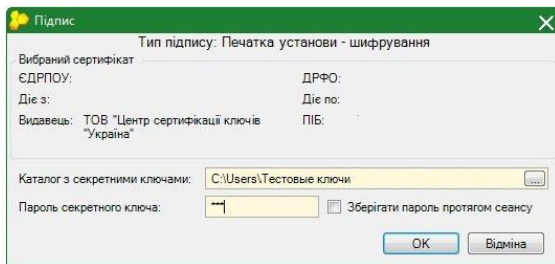 Підпис
Тип підпису: Печатка установи - шифрування
Вибраний сертифікат
ЄДРПОУ: ДРФО:
Діє з: Діє по:
Видавець: ТОВ "Центр сертифікації ключів ПІБ:
"Україна"
Каталог з секретними ключами: C:\Users\Тестовые ключи ...
Пароль секретного ключа: *** Зберігати пароль протягом сеансу
OK Відміна